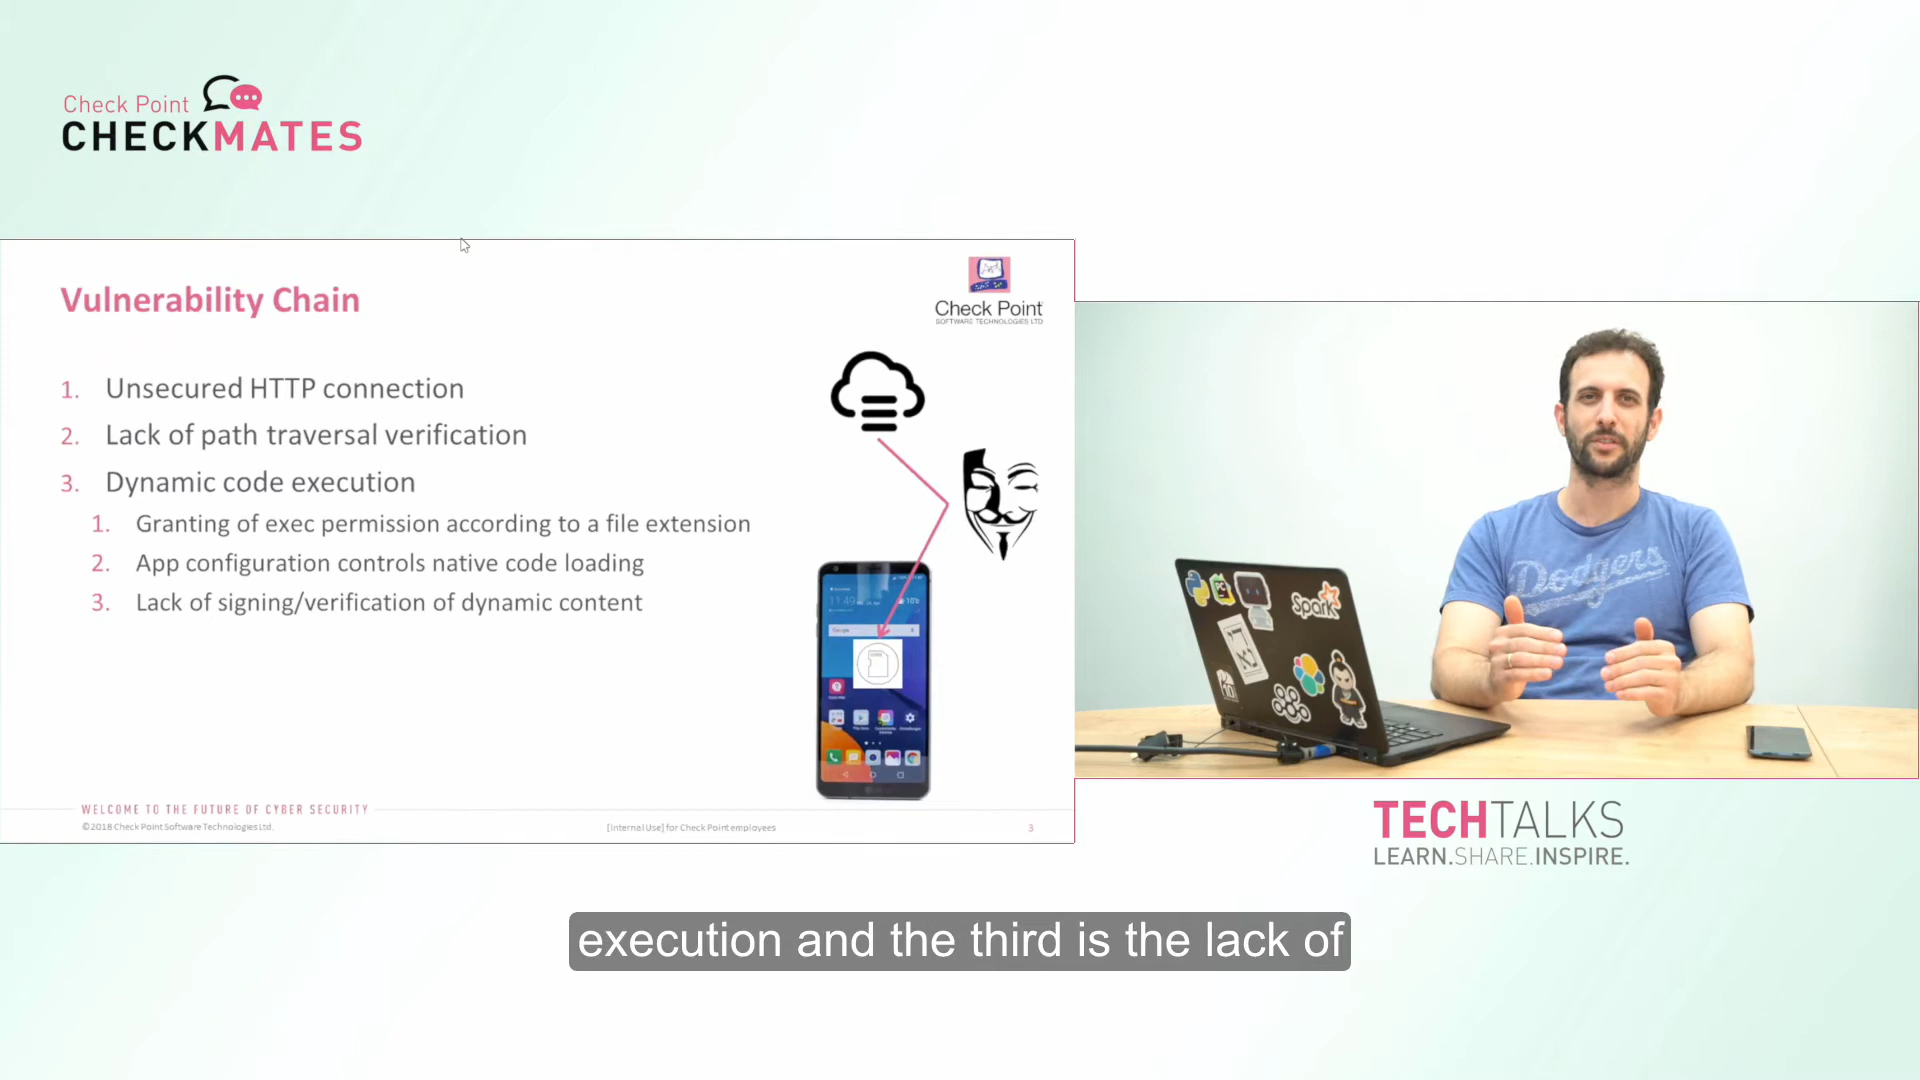 Check Point
CHECKMATES
Vulnerability Chain
Check Point
SOFTWARE TECHNOLOGIES LTD
1. Unsecured HTTP connection
2. Lack of path traversal verification
3. Dynamic code execution
1. Granting of exec permission according to a file extension
2. App configuration controls native code loading
3. Lack of signing/verification of dynamic content
11:49
Google
Dodgers
PC
Spark
WELCOME TO THE FUTURE OF CYBER SECURITY
©2018 Check Point Software Technologies Ltd.
[Internal Use] for Check Point employees
3
TECHTALKS
LEARN.SHARE.INSPIRE.
execution and the third is the lack of